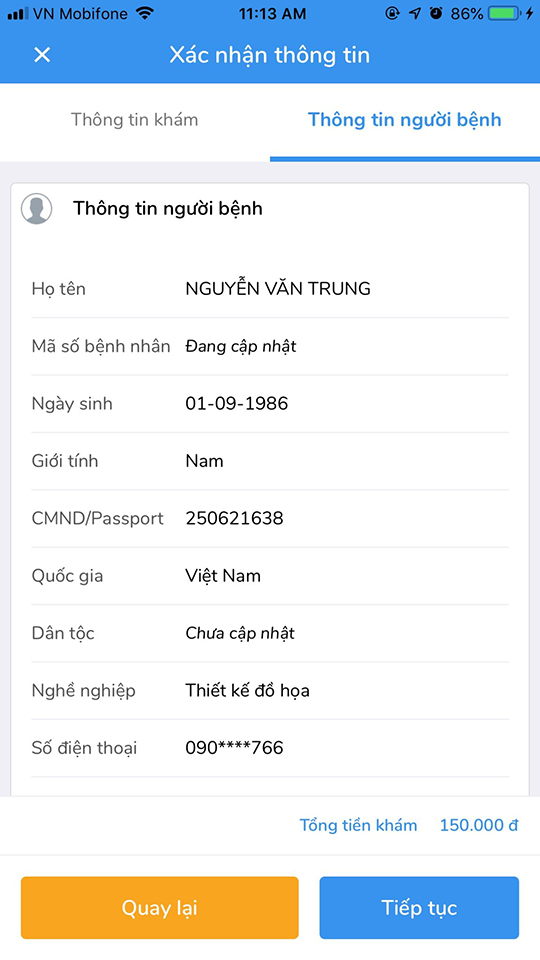 VN Mobifone 11:13 AM 86%
Xác nhận thông tin
Thông tin khám Thông tin người bệnh
Thông tin người bệnh
Họ tên NGUYỄN VĂN TRUNG
Mã số bệnh nhân Đang cập nhật
Ngày sinh 01-09-1986
Giới tính Nam
CMND/Passport 250621638
Quốc gia Việt Nam
Dân tộc Chưa cập nhật
Nghề nghiệp Thiết kế đồ họa
Số điện thoại 090****766
Tổng tiền khám 150.000 đ
Quay lại Tiếp tục